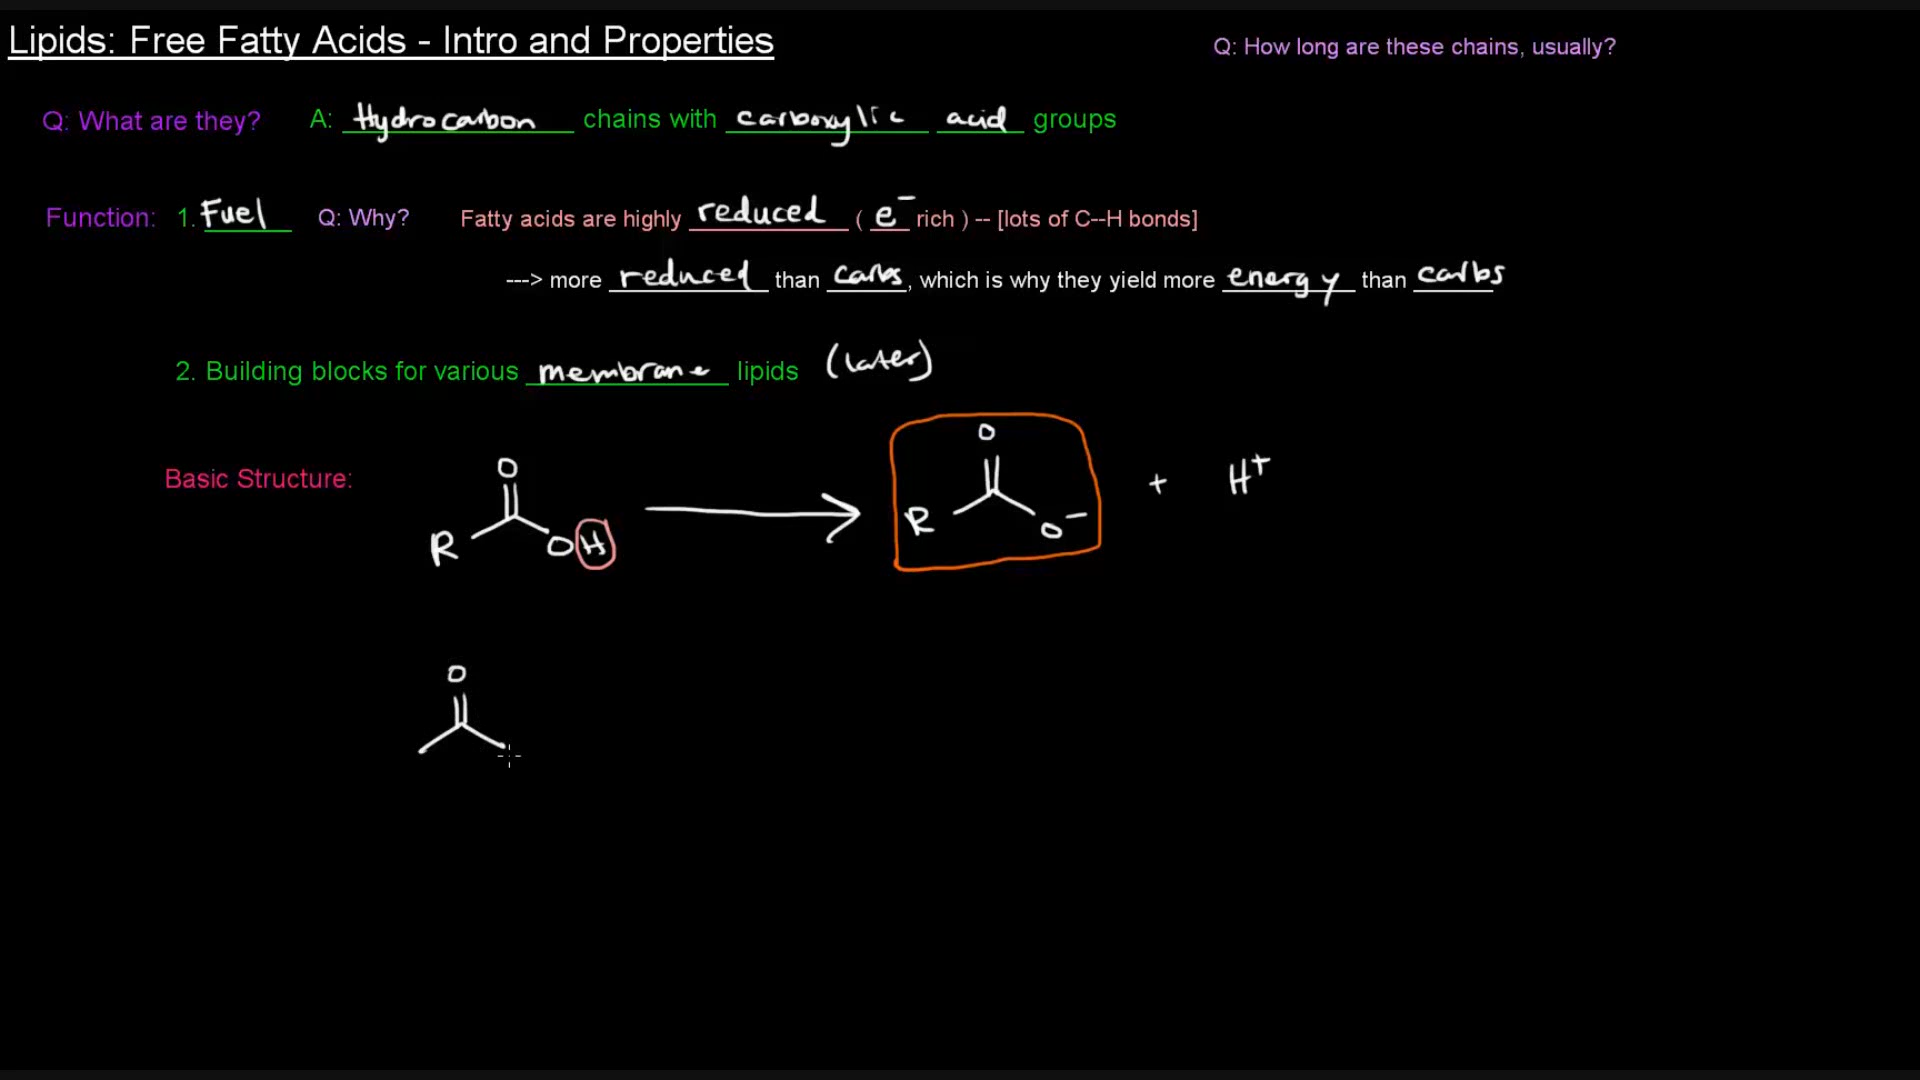 Lipids: Free Fatty Acids - Intro and Properties
Q: How long are these chains, usually?
Q: What are they? A: Hydrocarbon chains with carboxylic acid groups
Function: 1. Fuel Q: Why? Fatty acids are highly reduced ( e⁻ rich ) -- [lots of C--H bonds]
---> more reduced than carbs, which is why they yield more energy than carbs
2. Building blocks for various membrane lipids (later)
Basic Structure:
O
R OH
O
R O⁻
+ H⁺
O